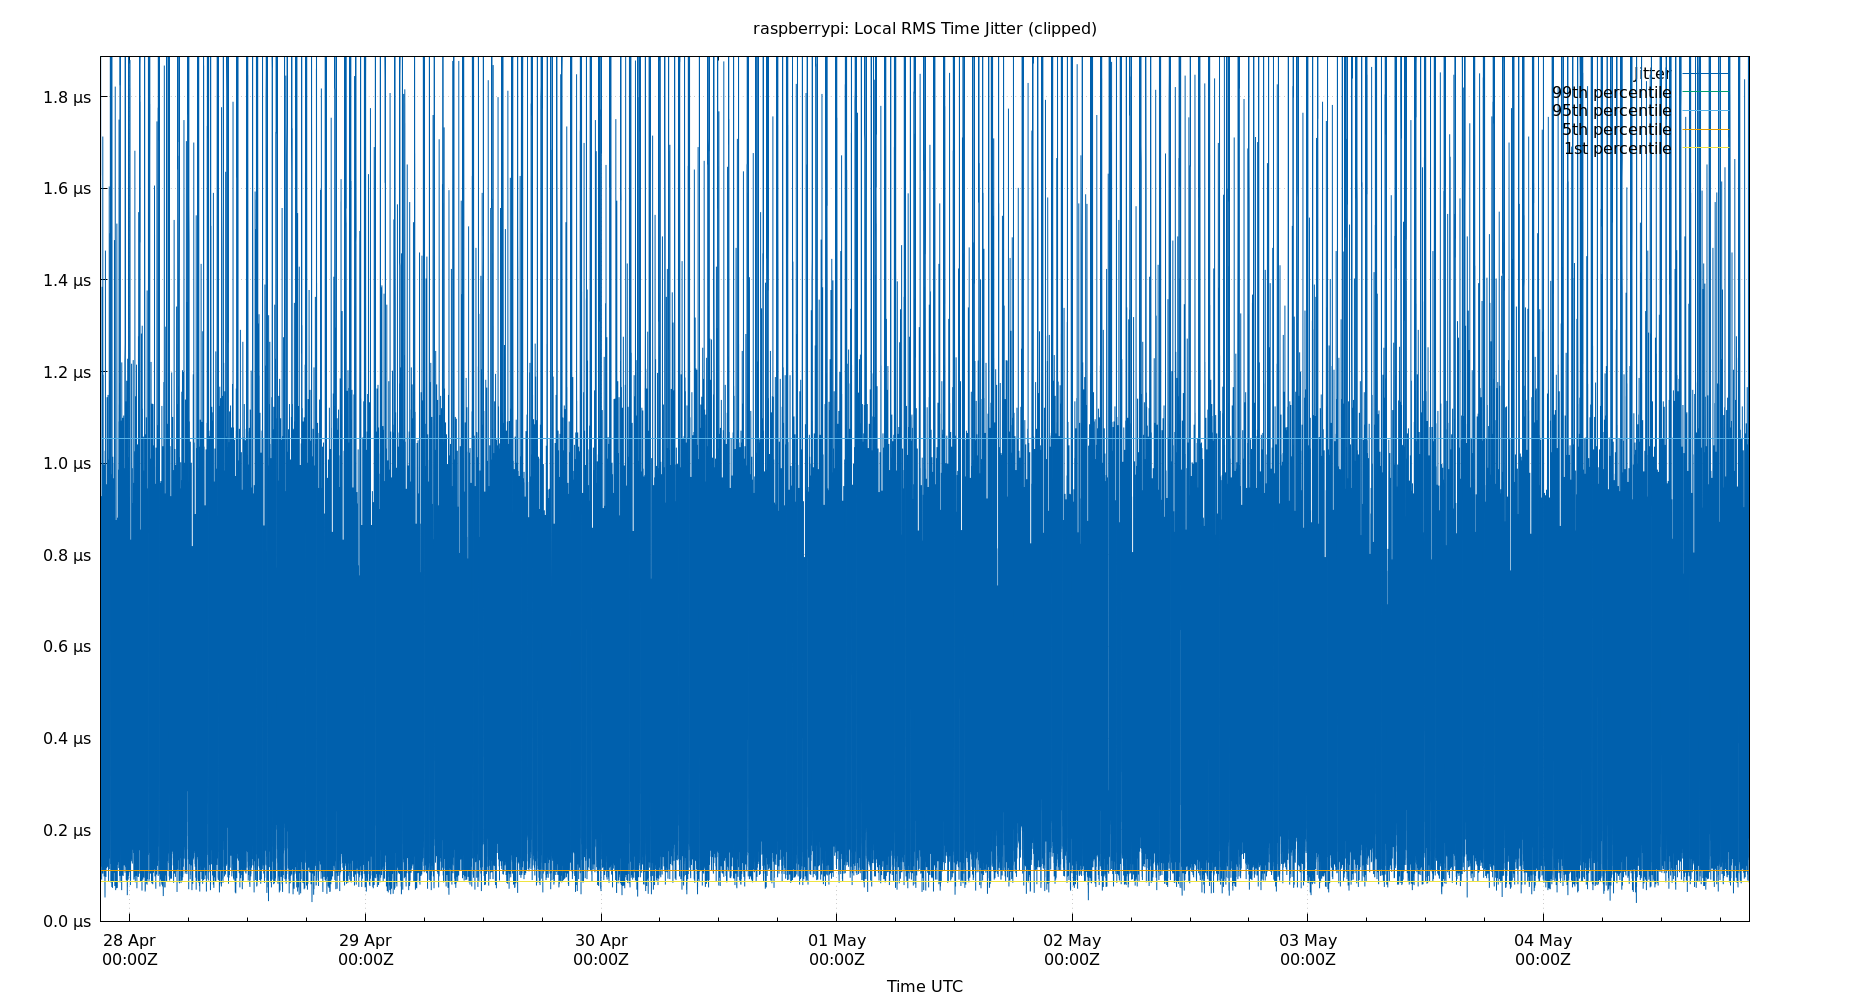 raspberrypi: Local RMS Time Jitter (clipped)
Jitter
1.8 µs
99th percentile
95th percentile
5th percentile
1st percentile
1.6 µs
1.4 µs
1.2 µs
1.0 µs
0.8 µs
0.6 µs
0.4 µs
0.2 µs
0.0 µs
28 Apr 29 Apr 30 Apr 01 May 02 May 03 May 04 May
00:00Z 00:00Z 00:00Z 00:00Z 00:00Z 00:00Z 00:00Z
Time UTC